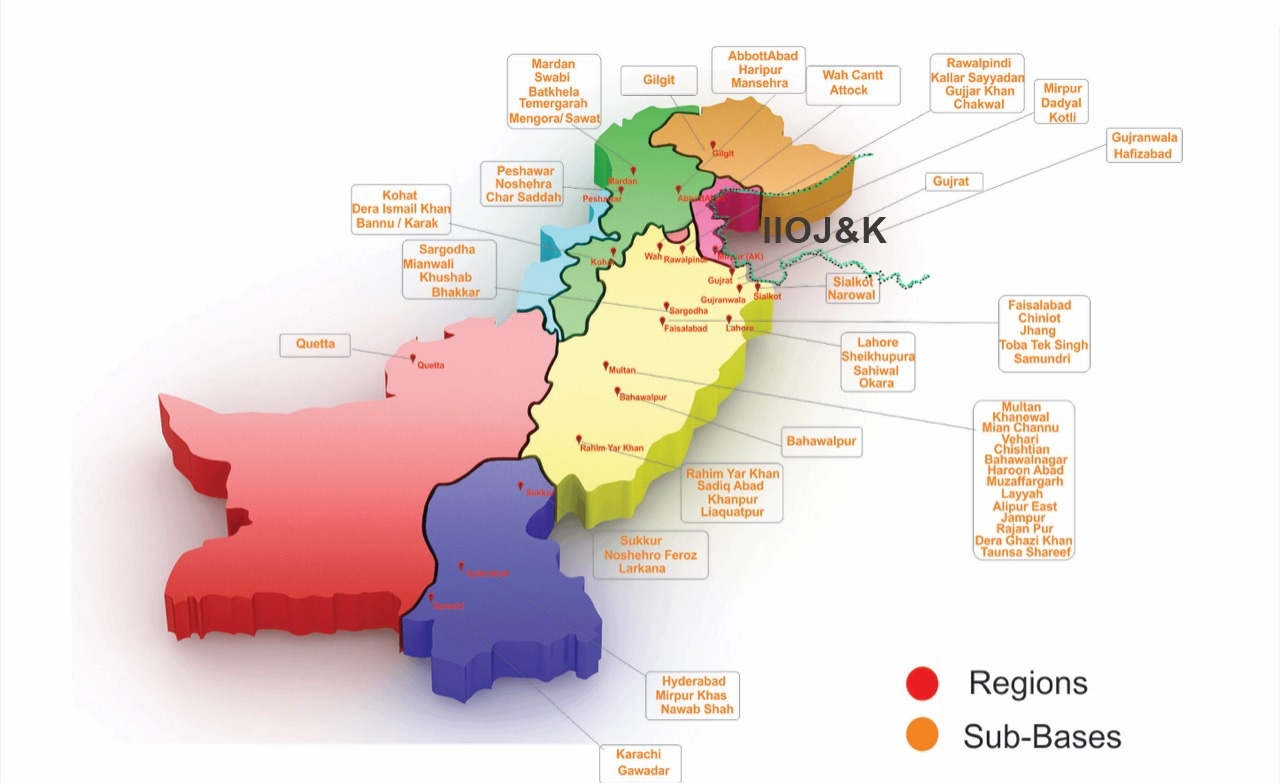 Mardan
Swabi
Batkhela
Temergarah
Mengora/ Sawat
Gilgit
AbbottAbad
Haripur
Mansehra
Wah Cantt
Attock
Rawalpindi
Kallar Sayyadan
Gujjar Khan
Chakwal
Mirpur
Dadyal
Kotli
Gujranwala
Hafizabad
Gujrat
Peshawar
Noshehra
Char Saddah
Kohat
Dera Ismail Khan
Bannu / Karak
Sargodha
Mianwali
Khushab
Bhakkar
Quetta
Gilgit
Mardan
Peshawar
Kohat
Wah
Rawalpindi
Mirpur (AK)
IIOJ&K
Gujrat
Gujranwala
Sialkot
Sargodha
Faisalabad
Lahore
Quetta
Multan
Bahawalpur
Rahim Yar Khan
Sukkur
Sialkot
Narowal
Faisalabad
Chiniot
Jhang
Toba Tek Singh
Samundri
Lahore
Sheikhupura
Sahiwal
Okara
Multan
Khanewal
Mian Channu
Vehari
Chishtian
Bahawalnagar
Haroon Abad
Muzaffargarh
Layyah
Alipur East
Jampur
Rajan Pur
Dera Ghazi Khan
Taunsa Shareef
Bahawalpur
Rahim Yar Khan
Sadiq Abad
Khanpur
Liaquatpur
Sukkur
Noshehro Feroz
Larkana
Hyderabad
Mirpur Khas
Nawab Shah
Karachi
Gawadar
Regions
Sub-Bases